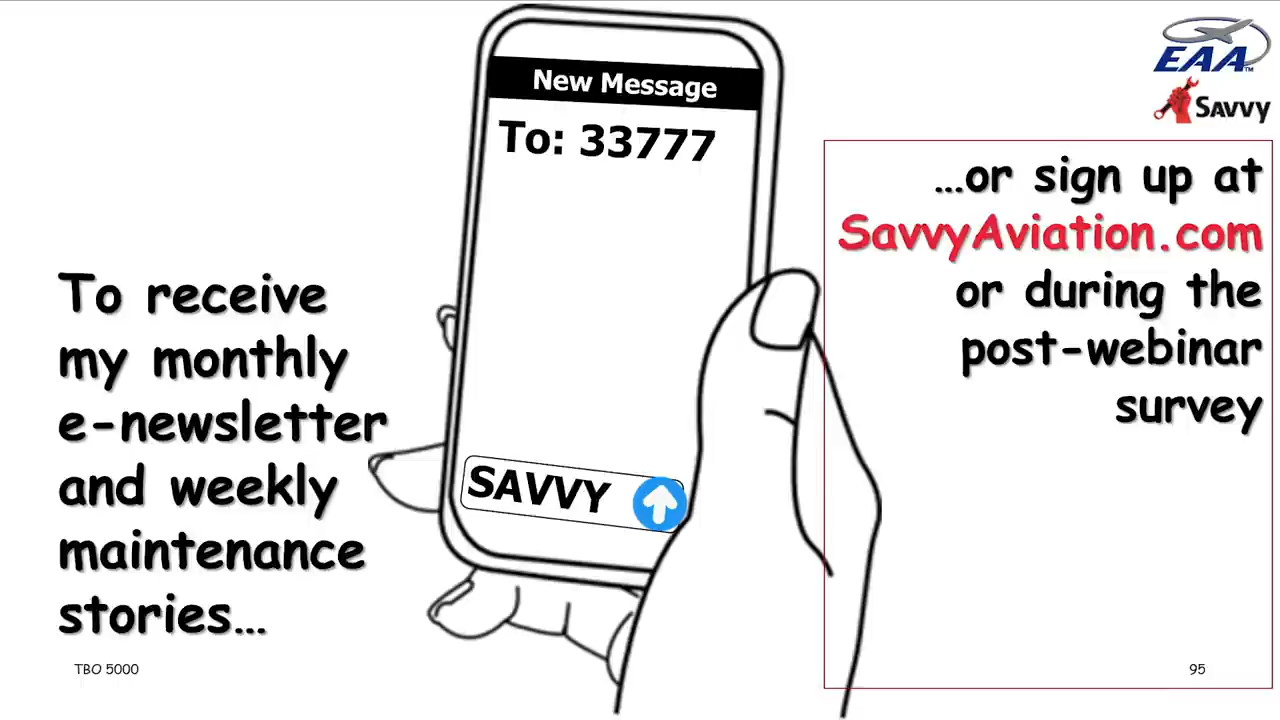 EAA™
SAVVY
New Message
To: 33777
SAVVY
To receive
my monthly
e-newsletter
and weekly
maintenance
stories…
…or sign up at
SavvyAviation.com
or during the
post-webinar
survey
TBO 5000
95